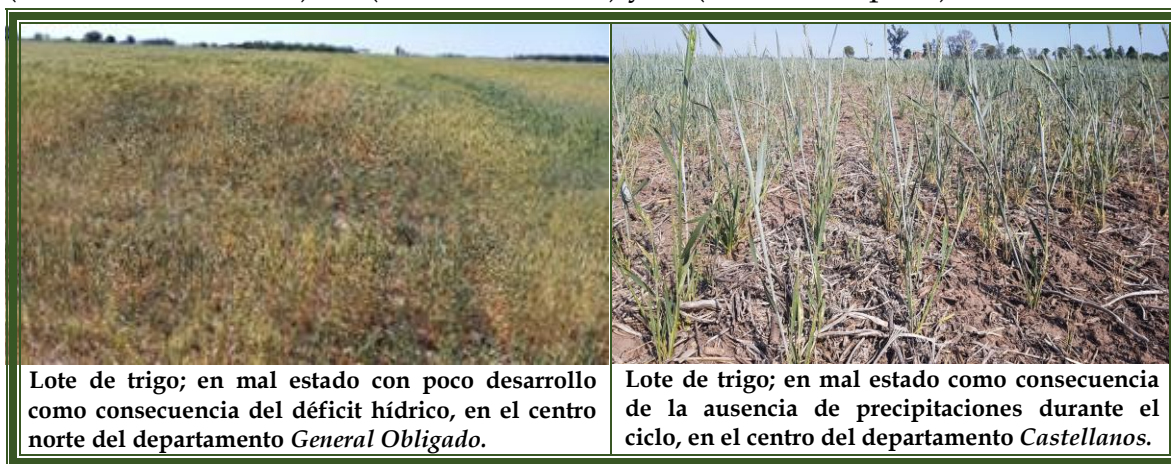 Lote de trigo; en mal estado con poco desarrollo
como consecuencia del déficit hídrico, en el centro
norte del departamento General Obligado.
Lote de trigo; en mal estado como consecuencia
de la ausencia de precipitaciones durante el
ciclo, en el centro del departamento Castellanos.